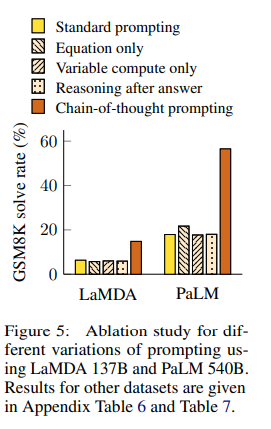 Standard prompting
Equation only
Variable compute only
Reasoning after answer
Chain-of-thought prompting
GSM8K solve rate (%)
60
40
20
0
LaMDA
PaLM
Figure 5: Ablation study for dif-
ferent variations of prompting us-
ing LaMDA 137B and PaLM 540B.
Results for other datasets are given
in Appendix Table 6 and Table 7.